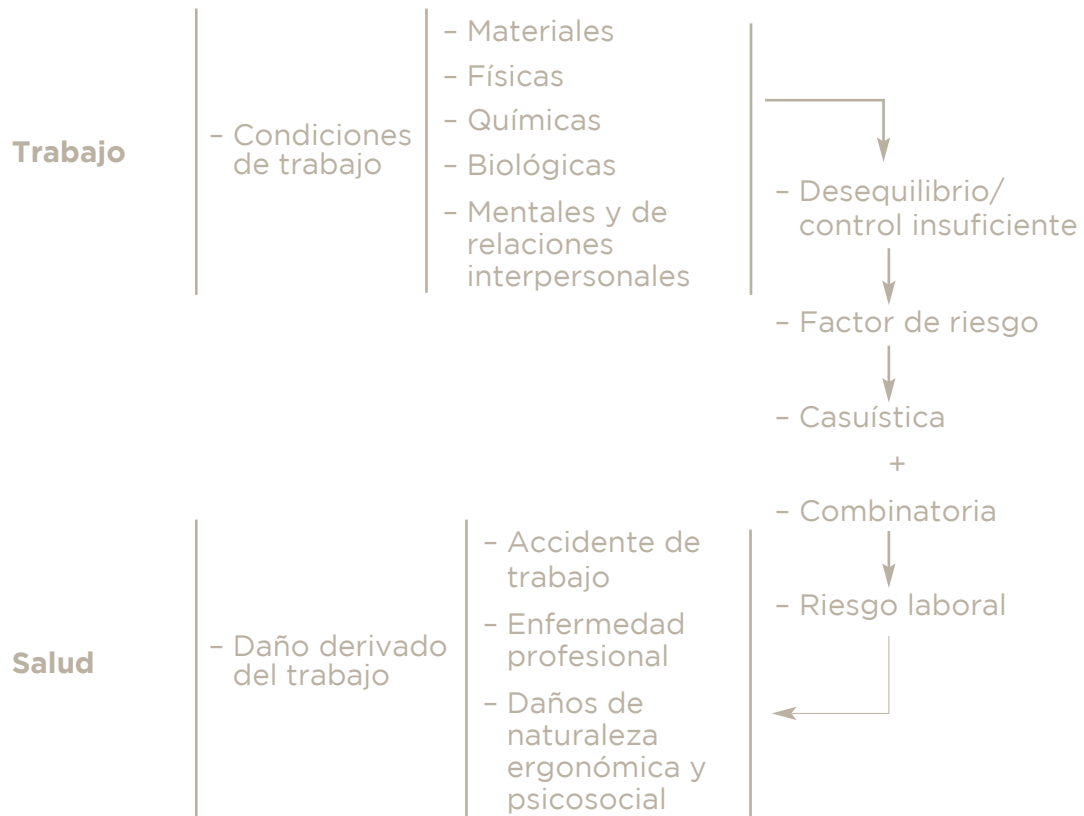 Trabajo
– Condiciones
de trabajo
– Materiales
– Físicas
– Químicas
– Biológicas
– Mentales y de
relaciones
interpersonales
– Desequilibrio/
control insuficiente
– Factor de riesgo
– Casuística
+
– Combinatoria
– Riesgo laboral
Salud
– Daño derivado
del trabajo
– Accidente de
trabajo
– Enfermedad
profesional
– Daños de
naturaleza
ergonómica y
psicosocial